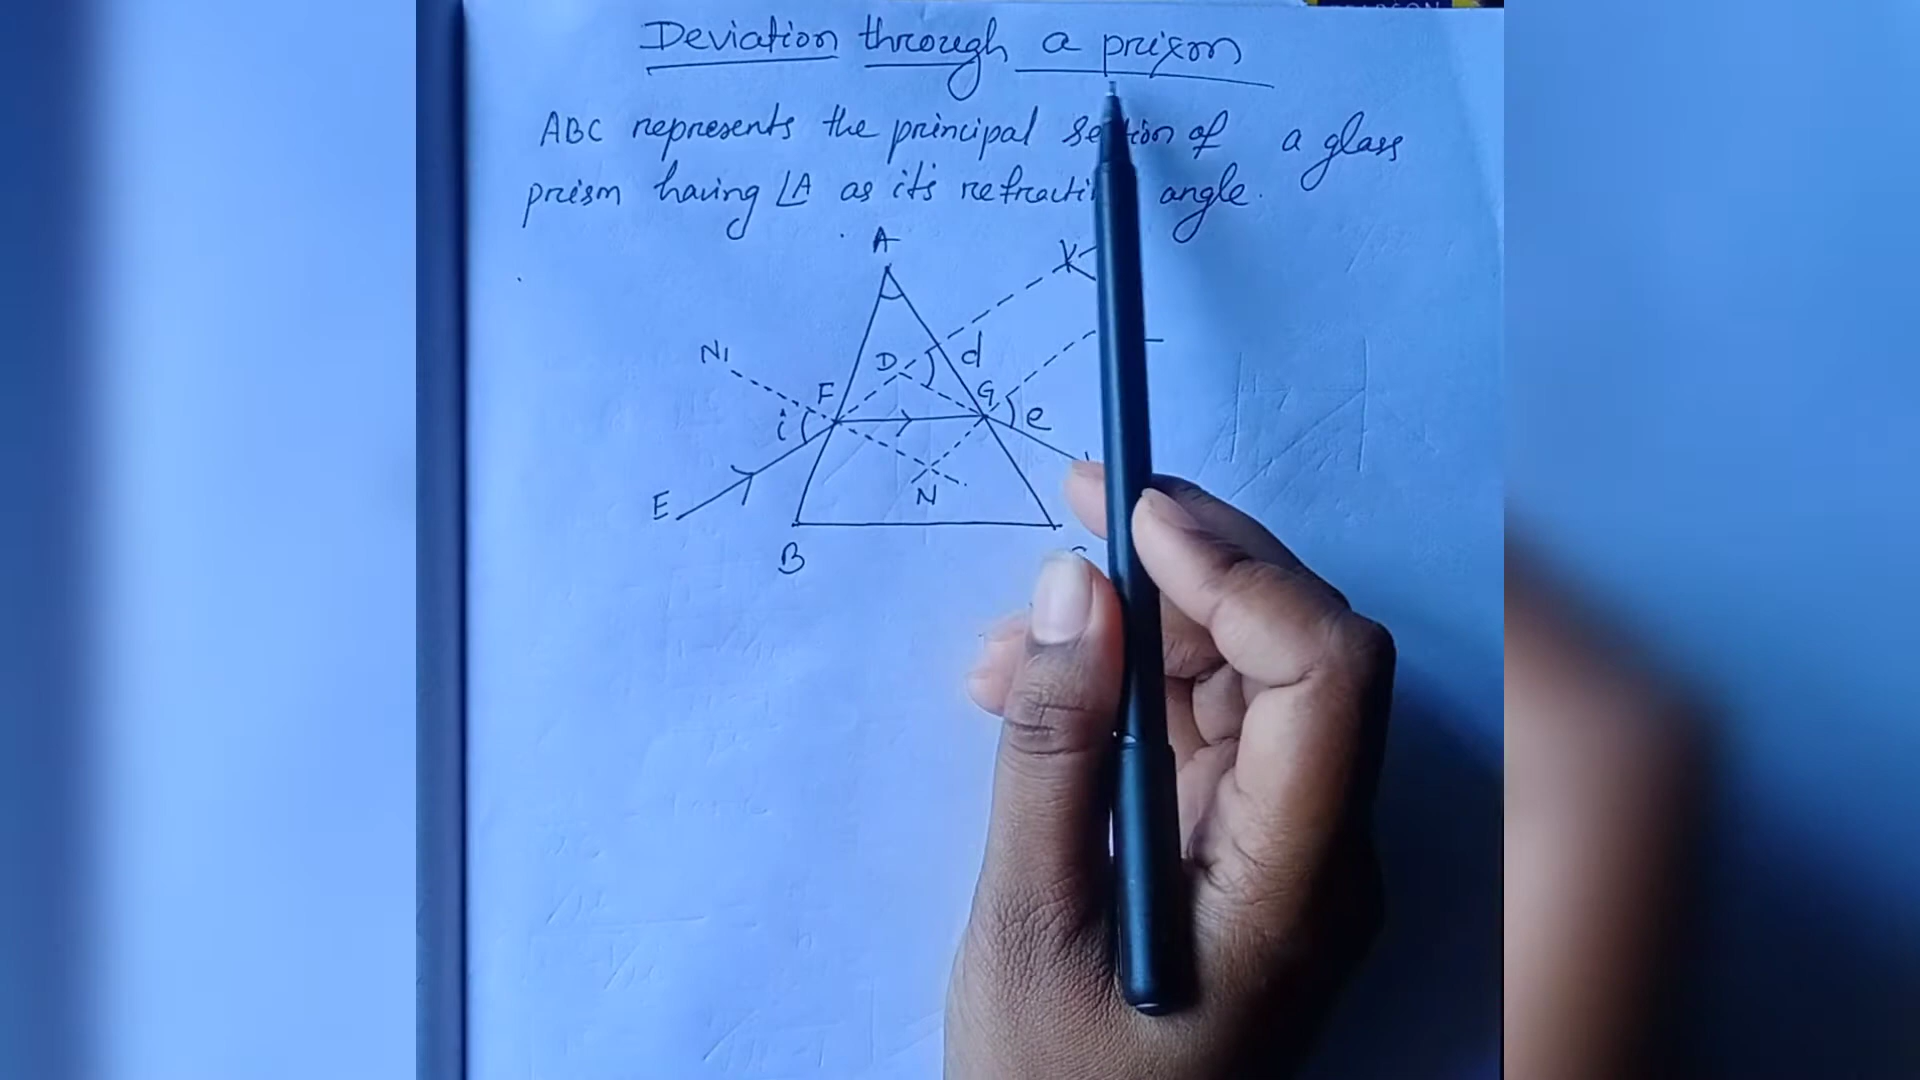 Deviation through a prism
ABC represents the principal section of a glass
prism having ∠A as its refracting angle.
A
K
N1
D
d
F
G
i
e
E
N
B